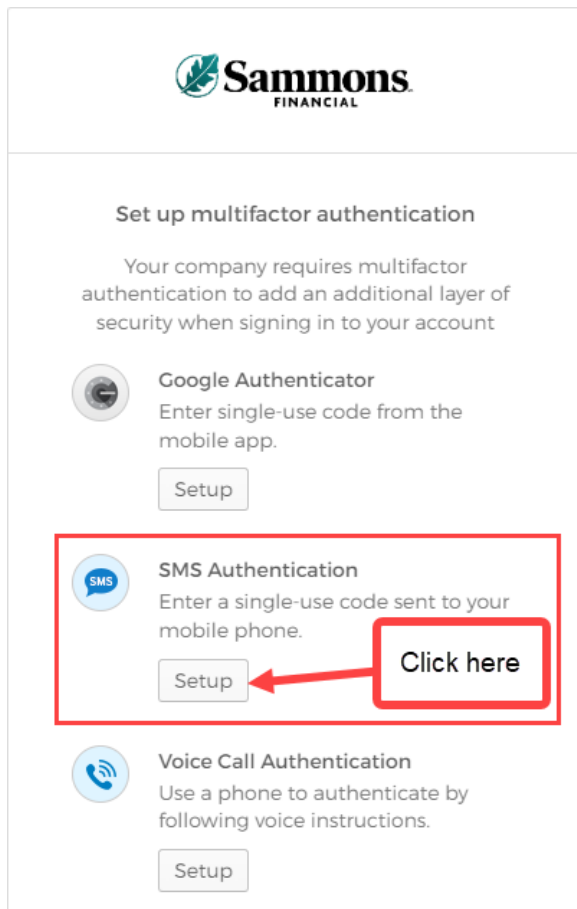 Sammons
FINANCIAL
Set up multifactor authentication
Your company requires multifactor
authentication to add an additional layer of
security when signing in to your account
Google Authenticator
Enter single-use code from the
mobile app.
Setup
SMS
SMS Authentication
Enter a single-use code sent to your
mobile phone.
Click here
Setup
Voice Call Authentication
Use a phone to authenticate by
following voice instructions.
Setup